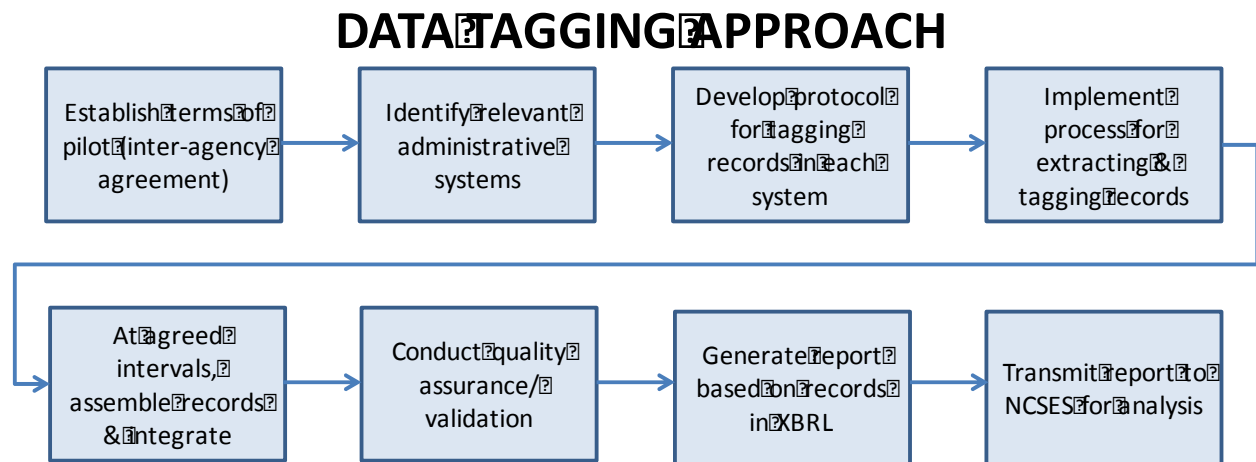 DATA TAGGING APPROACH
Establish terms of
pilot (inter-agency
agreement)
Identify relevant
administrative
systems
Develop protocol
for tagging
records in each
system
Implement
process for
extracting &
tagging records
At agreed
intervals,
assemble records
& integrate
Conduct quality
assurance/
validation
Generate report
based on records
in XBRL
Transmit report to
NCSES for analysis